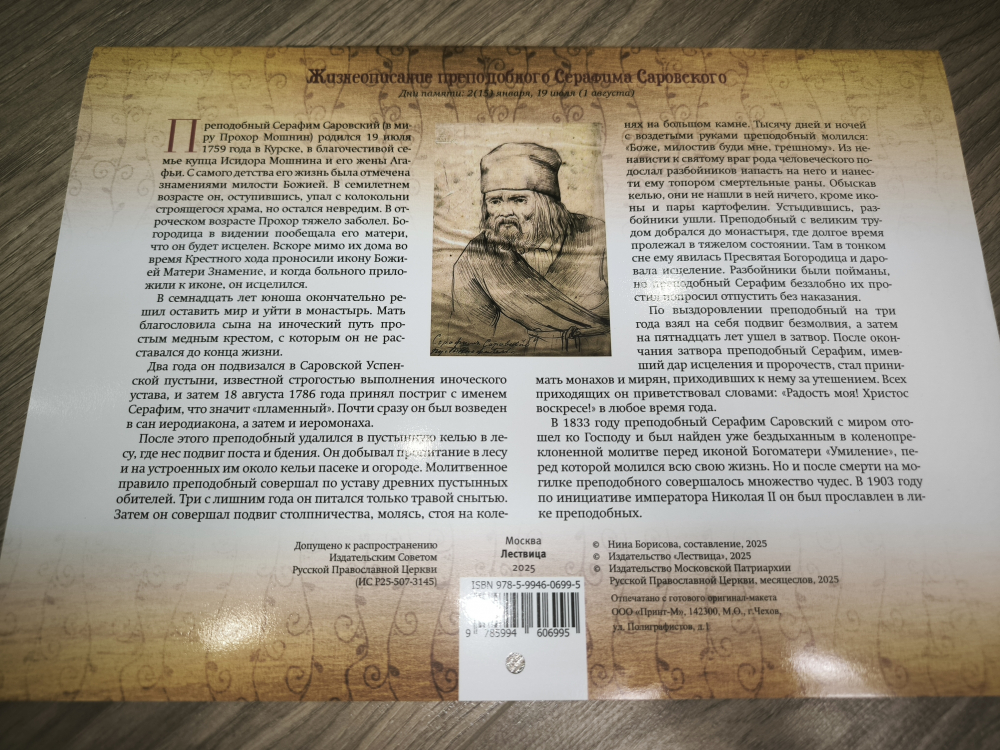 Жизнеописание преподобного Серафима Саровского
Дни памяти: 2(15) января, 19 июля (1 августа)
Преподобный Серафим Саровский (в ми-
ру Прохор Мошнин) родился 19 июля
1759 года в Курске, в благочестивой се-
мье купца Исидора Мошнина и его жены Ага-
фьи. С самого детства его жизнь была отмечена
знамениями милости Божией. В семилетнем
возрасте он, оступившись, упал с колокольни
строящегося храма, но остался невредим. В от-
роческом возрасте Прохор тяжело заболел. Бо-
городица в видении пообещала его матери,
что он будет исцелен. Вскоре мимо их дома во
время Крестного хода проносили икону Божи-
ей Матери Знамение, и когда больного прило-
жили к иконе, он исцелился.
В семнадцать лет юноша окончательно ре-
шил оставить мир и уйти в монастырь. Мать
благословила сына на иноческий путь про-
стым медным крестом, с которым он не рас-
ставался до конца жизни.
Два года он подвизался в Саровской Успен-
ской пустыни, известной строгостью выполнения иноческого
устава, и затем 18 августа 1786 года принял постриг с именем
Серафим, что значит «пламенный». Почти сразу он был возведен
в сан иеродиакона, а затем и иеромонаха.
После этого преподобный удалился в пустынную келью в ле-
су, где нес подвиг поста и бдения. Он добывал пропитание в лесу
и на устроенных им около кельи пасеке и огороде. Молитвенное
правило преподобный совершал по уставу древних пустынных
обителей. Три с лишним года он питался только травой снытью.
Затем он совершал подвиг столпничества, молясь, стоя на коле-
нях на большом камне. Тысячу дней и ночей
с воздетыми руками преподобный молился:
«Боже, милостив буди мне, грешному». Из не-
нависти к святому враг рода человеческого по-
дослал разбойников напасть на него и нанес-
ти ему топором смертельные раны. Обыскав
келью, они не нашли в ней ничего, кроме ико-
ны и пары картофелин. Устыдившись, раз-
бойники ушли. Преподобный с великим тру-
дом добрался до монастыря, где долгое время
пролежал в тяжелом состоянии. Там в тонком
сне ему явилась Пресвятая Богородица и даро-
вала исцеление. Разбойники были пойманы,
но преподобный Серафим беззлобно их про-
стил и попросил отпустить без наказания.
По выздоровлении преподобный на три
года взял на себя подвиг безмолвия, а затем
на пятнадцать лет ушел в затвор. После окон-
чания затвора преподобный Серафим, имев-
ший дар исцеления и пророчеств, стал прини-
мать монахов и мирян, приходивших к нему за утешением. Всех
приходящих он приветствовал словами: «Радость моя! Христос
воскресе!» в любое время года.
В 1833 году преподобный Серафим Саровский с миром ото-
шел ко Господу и был найден уже бездыханным в коленопре-
клоненной молитве перед иконой Богоматери «Умиление», пе-
ред которой молился всю свою жизнь. Но и после смерти на мо-
гилке преподобного совершалось множество чудес. В 1903 году
по инициативе императора Николая II он был прославлен в ли-
ке преподобных.
Допущено к распространению
Издательским Советом
Русской Православной Церкви
(ИС Р25-507-3145)
Москва
Лествица
2025
ISBN 978-5-9946-0699-5
9 785994 606995
© Нина Борисова, составление, 2025
© Издательство «Лествица», 2025
© Издательство Московской Патриархии
Русской Православной Церкви, месяцеслов, 2025
Отпечатано с готового оригинал-макета
ООО «Принт-М», 142300, М.О., г.Чехов,
ул. Полиграфистов, д.1